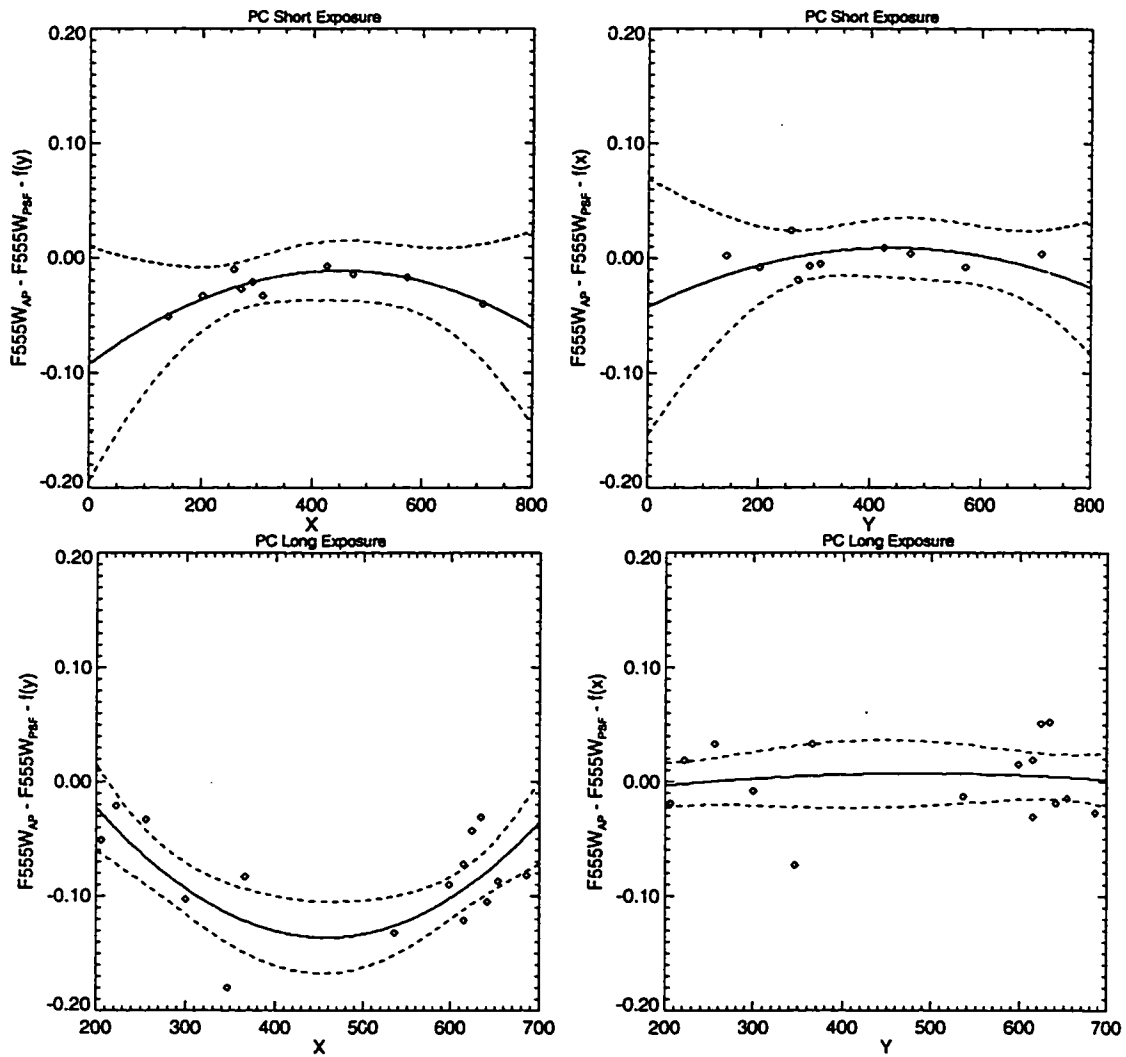 PC Short Exposure
0.20
0.10
0.00
-0.10
-0.20
F555W_AP - F555W_PSF - f(y)
0 200 400 600 800
X
PC Short Exposure
0.20
0.10
0.00
-0.10
-0.20
F555W_AP - F555W_PSF - f(x)
0 200 400 600 800
Y
PC Long Exposure
0.20
0.10
0.00
-0.10
-0.20
F555W_AP - F555W_PSF - f(y)
200 300 400 500 600 700
X
PC Long Exposure
0.20
0.10
0.00
-0.10
-0.20
F555W_AP - F555W_PSF - f(x)
200 300 400 500 600 700
Y